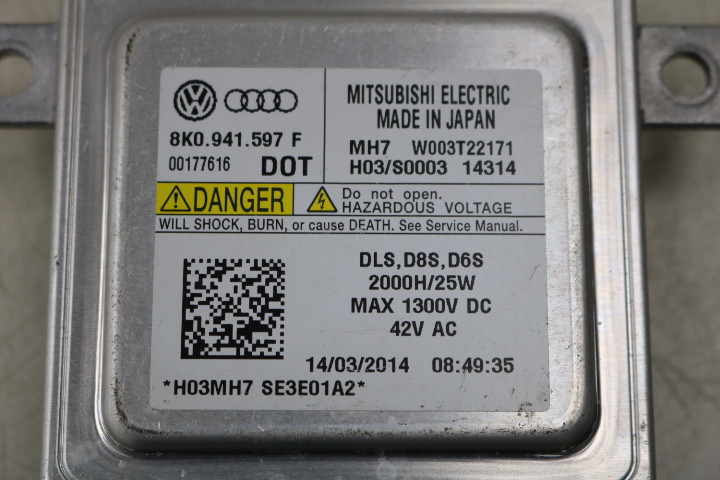 8K0.941.597 F
00177616 DOT
MITSUBISHI ELECTRIC
MADE IN JAPAN
MH7 W003T22171
H03/S0003 14314
DANGER
Do not open.
HAZARDOUS VOLTAGE
WILL SHOCK, BURN, or cause DEATH. See Service Manual.
DLS,D8S,D6S
2000H/25W
MAX 1300V DC
42V AC
14/03/2014 08:49:35
*H03MH7 SE3E01A2*